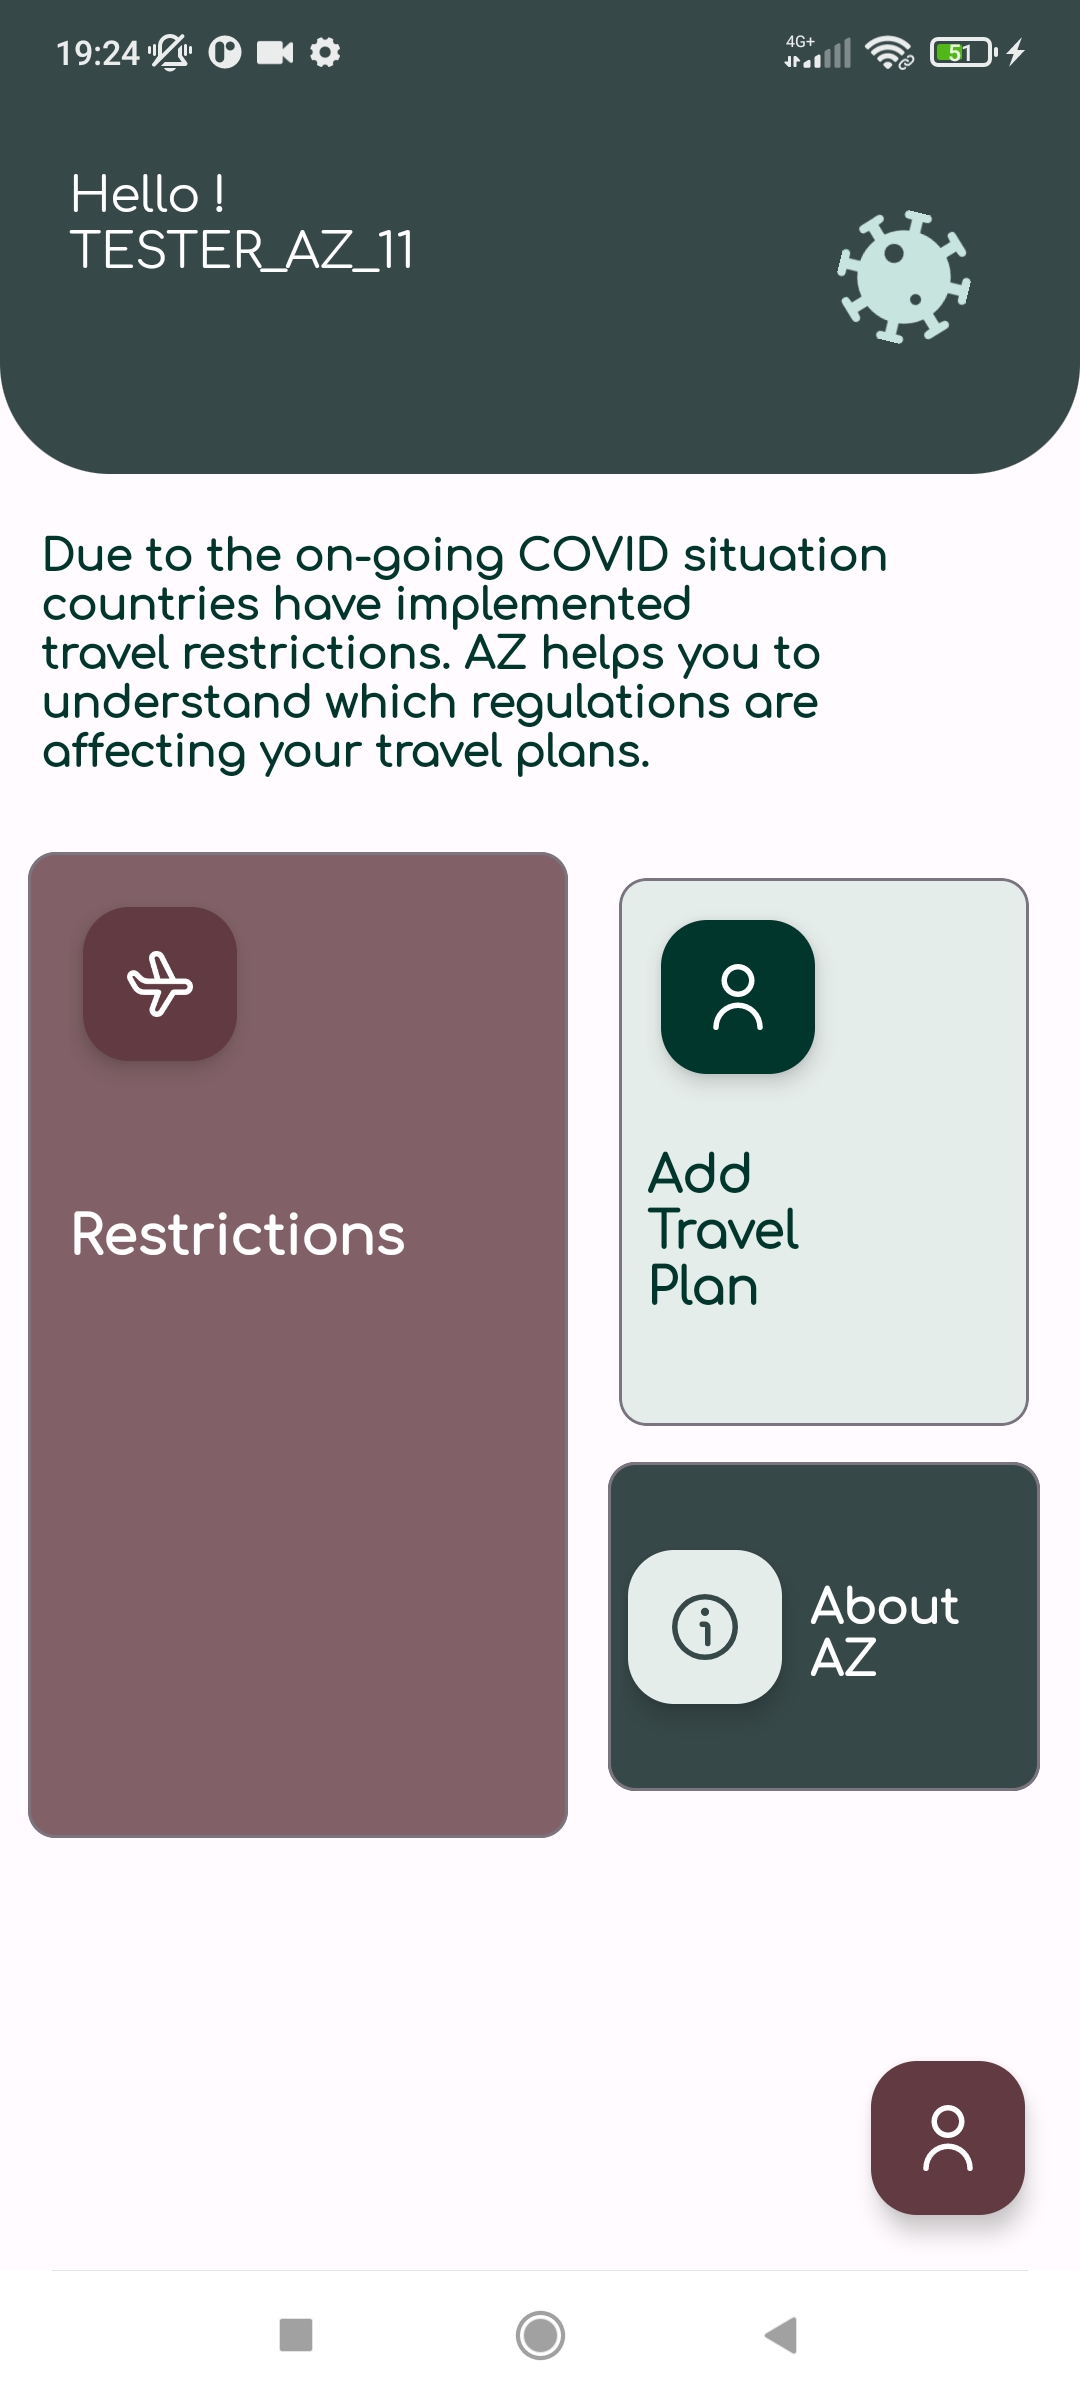 19:24
4G+
51
Hello !
TESTER_AZ_11
Due to the on-going COVID situation
countries have implemented
travel restrictions. AZ helps you to
understand which regulations are
affecting your travel plans.
Restrictions
Add
Travel
Plan
About
AZ